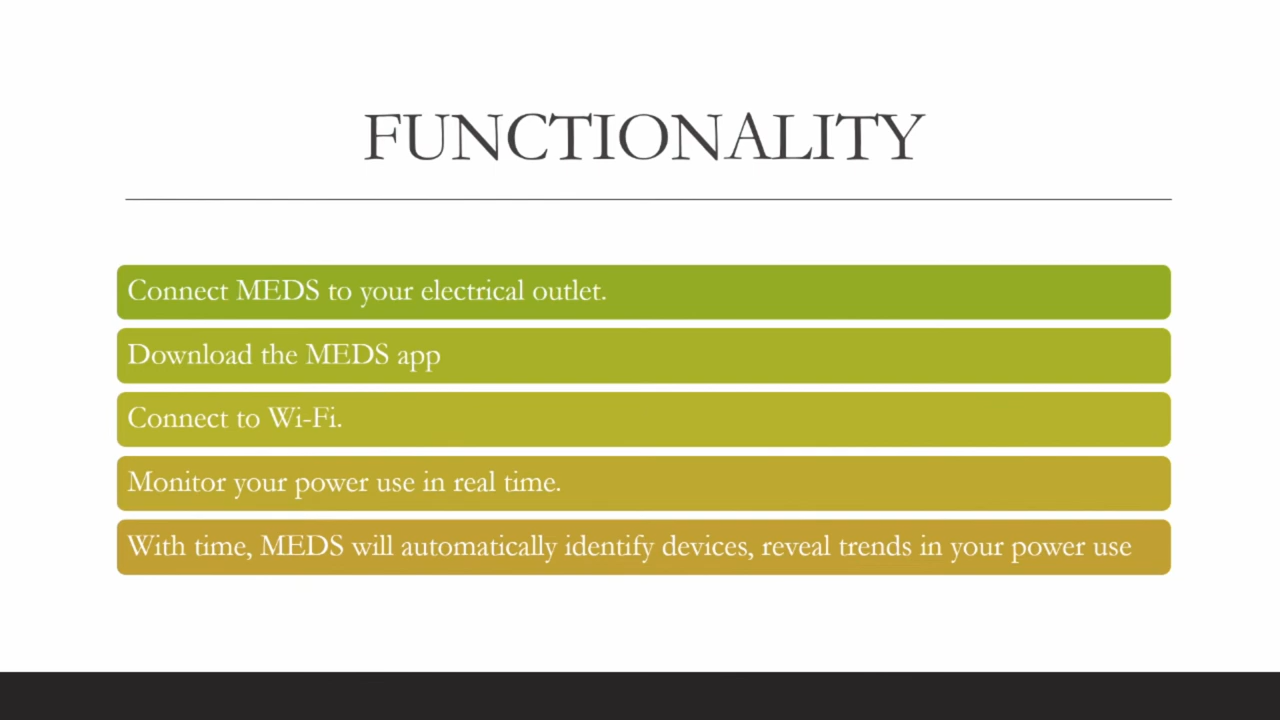 FUNCTIONALITY
Connect MEDS to your electrical outlet.
Download the MEDS app
Connect to Wi-Fi.
Monitor your power use in real time.
With time, MEDS will automatically identify devices, reveal trends in your power use